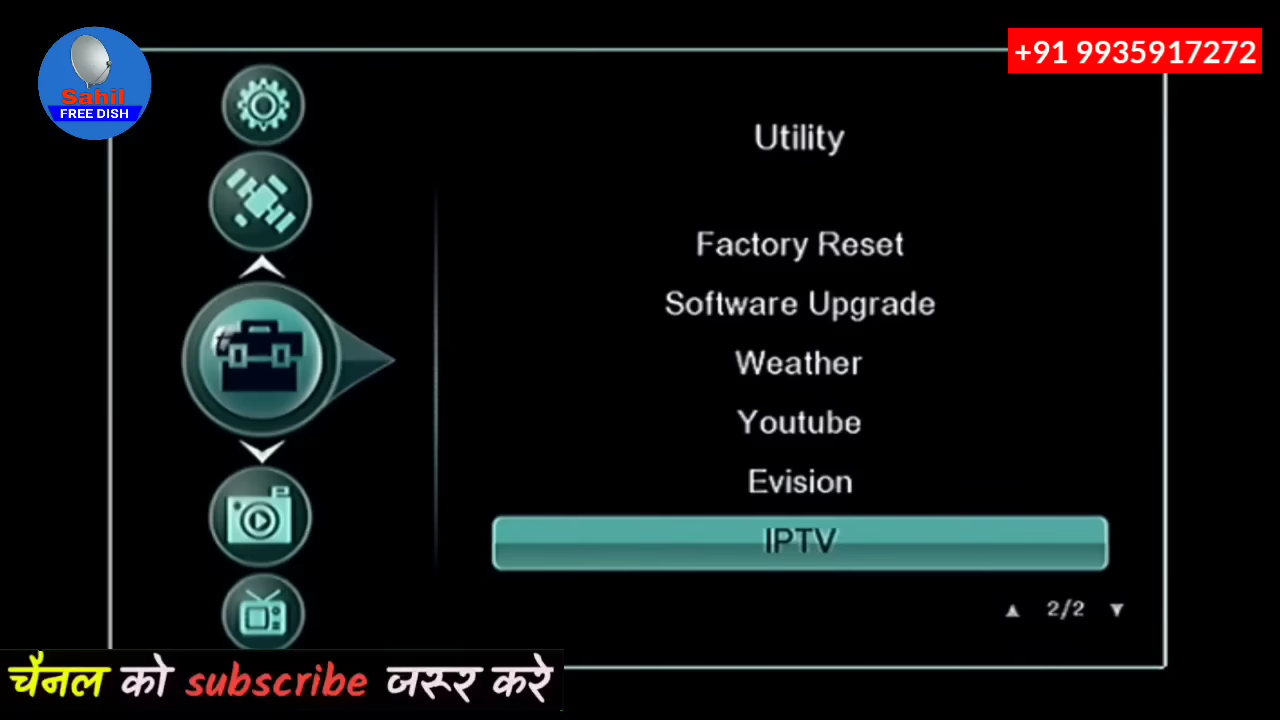 +91 9935917272
Sahil
FREE DISH
Utility
Factory Reset
Software Upgrade
Weather
Youtube
Evision
IPTV
2/2
चैनल को subscribe जरूर करे